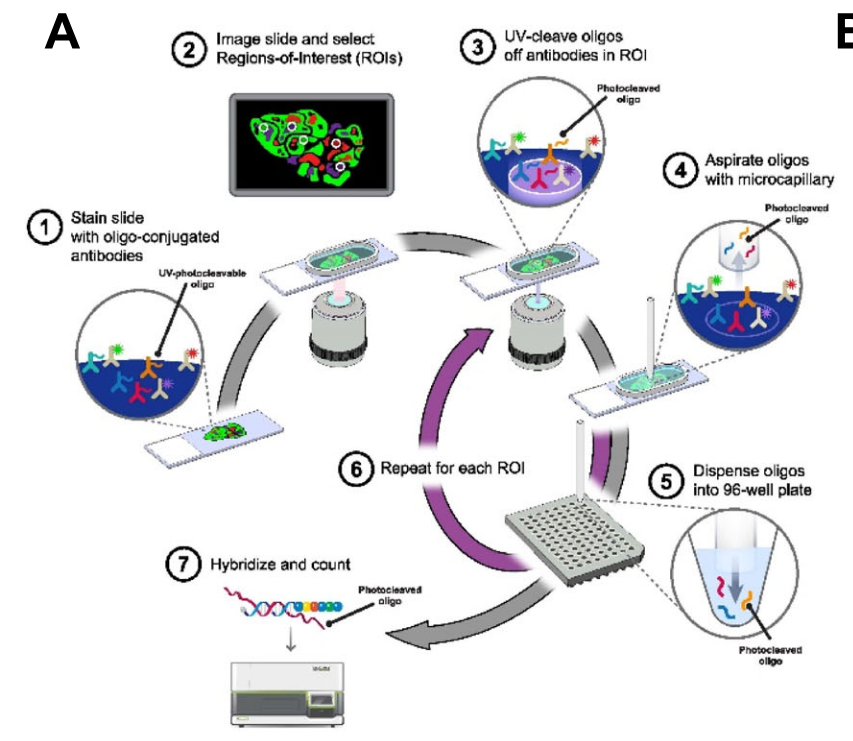 A
B
2
Image slide and select
Regions-of-Interest (ROIs)
3
UV-cleave oligos
off antibodies in ROI
Photocleaved
oligo
4
Aspirate oligos
with microcapillary
Photocleaved
oligo
1
Stain slide
with oligo-conjugated
antibodies
UV-photocleavable
oligo
6
Repeat for each ROI
5
Dispense oligos
into 96-well plate
Photocleaved
oligo
7
Hybridize and count
Photocleaved
oligo